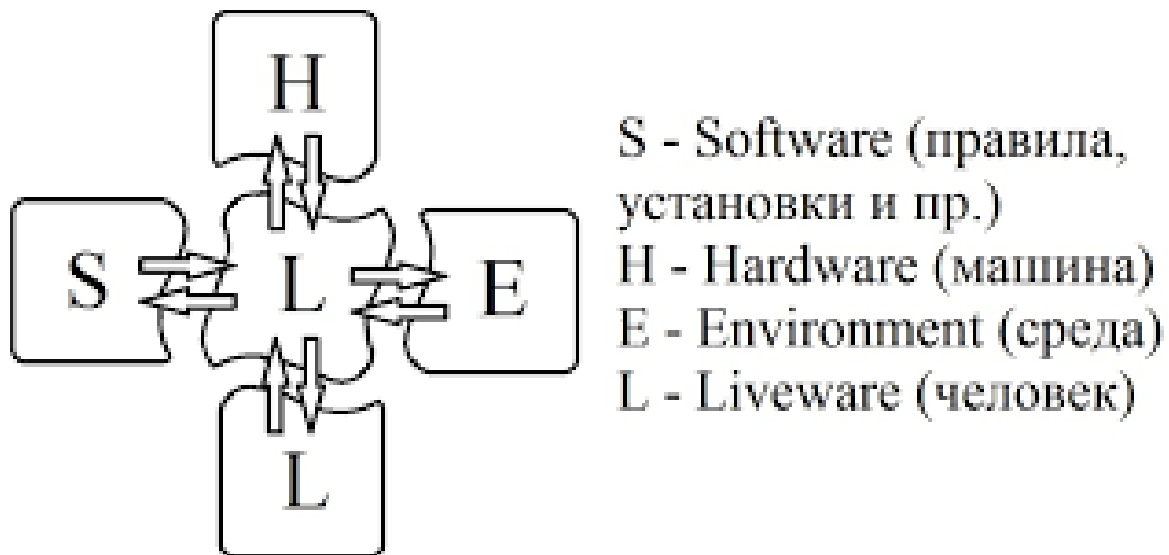 H
S
L
E
L
S - Software (правила,
установки и пр.)
H - Hardware (машина)
E - Environment (среда)
L - Liveware (человек)